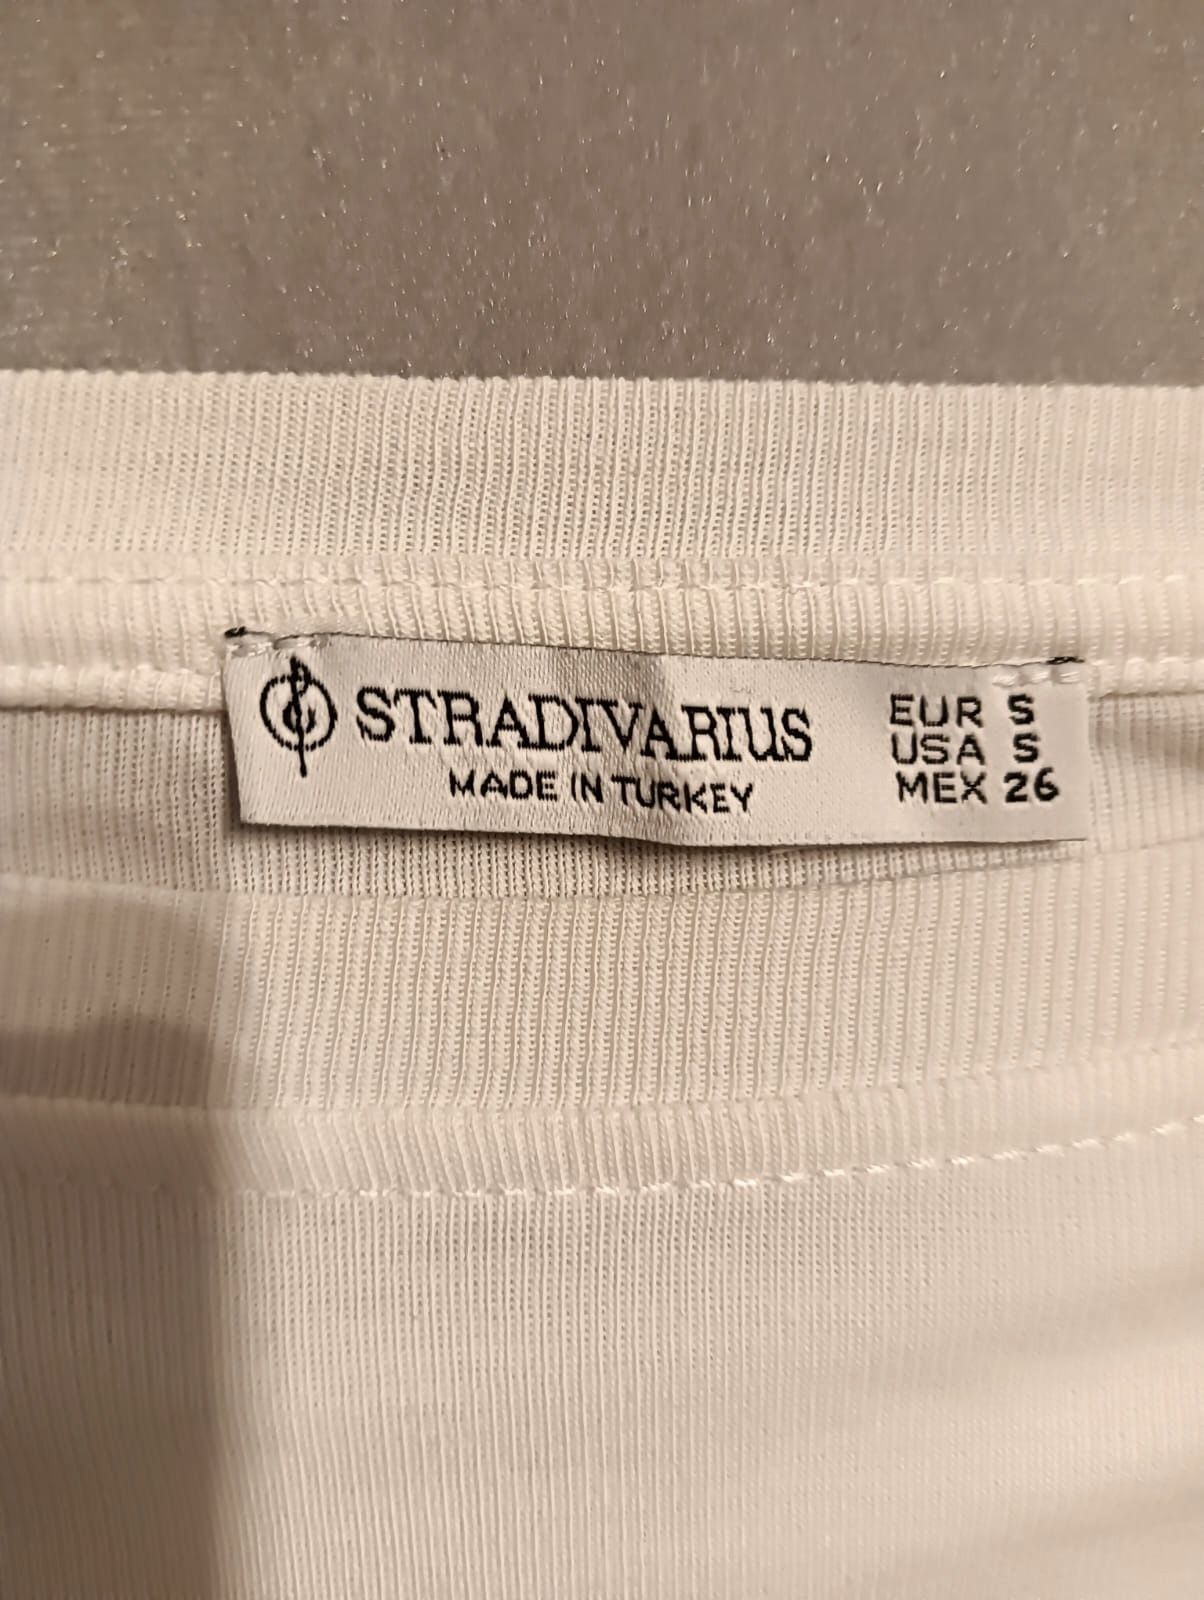 STRADIVARIUS
MADE IN TURKEY
EUR S
USA S
MEX 26